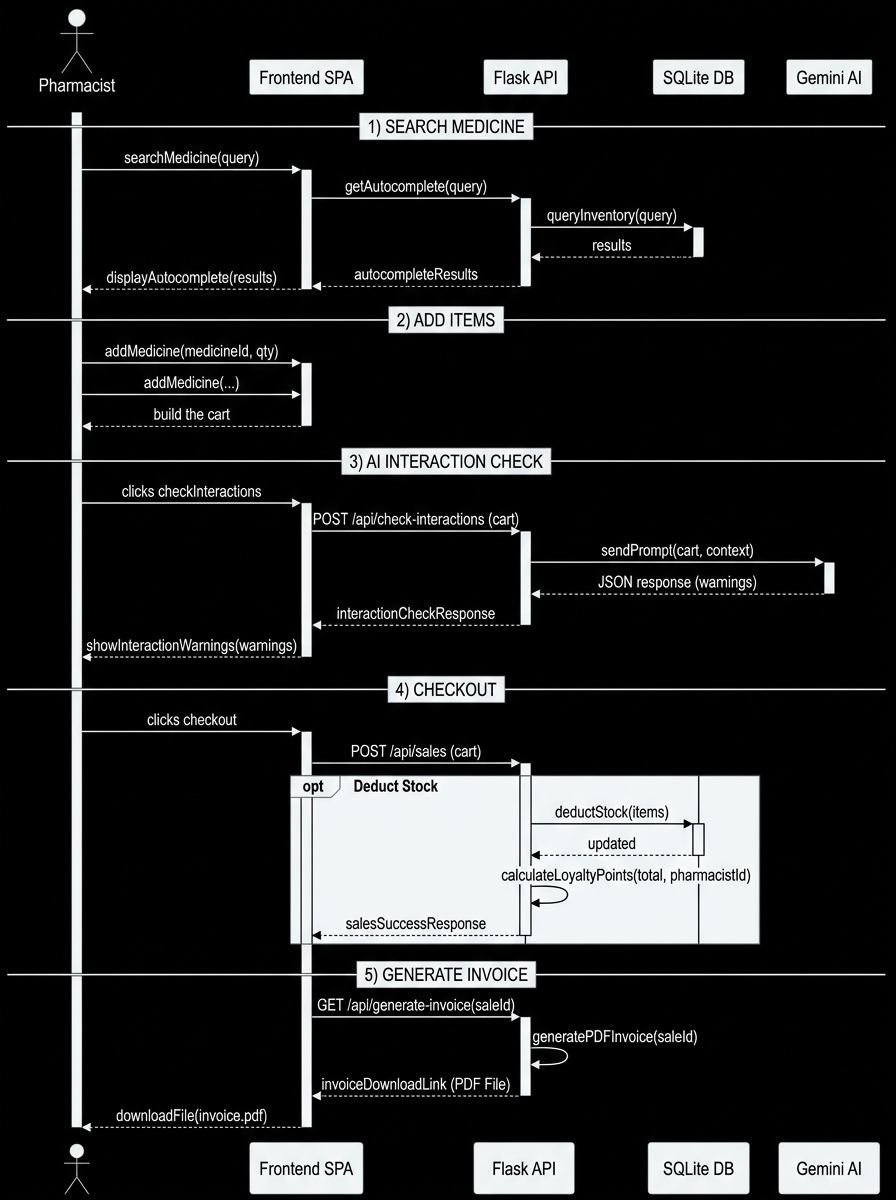 Pharmacist
Frontend SPA
Flask API
SQLite DB
Gemini AI
1) SEARCH MEDICINE
searchMedicine(query)
getAutocomplete(query)
queryInventory(query)
results
autocompleteResults
displayAutocomplete(results)
2) ADD ITEMS
addMedicine(medicineId, qty)
addMedicine(...)
build the cart
3) AI INTERACTION CHECK
clicks checkInteractions
POST /api/check-interactions (cart)
sendPrompt(cart, context)
JSON response (warnings)
interactionCheckResponse
showInteractionWarnings(warnings)
4) CHECKOUT
clicks checkout
POST /api/sales (cart)
opt
Deduct Stock
deductStock(items)
updated
calculateLoyaltyPoints(total, pharmacistId)
salesSuccessResponse
5) GENERATE INVOICE
GET /api/generate-invoice(saleId)
generatePDFInvoice(saleId)
invoiceDownloadLink (PDF File)
downloadFile(invoice.pdf)
Frontend SPA
Flask API
SQLite DB
Gemini AI